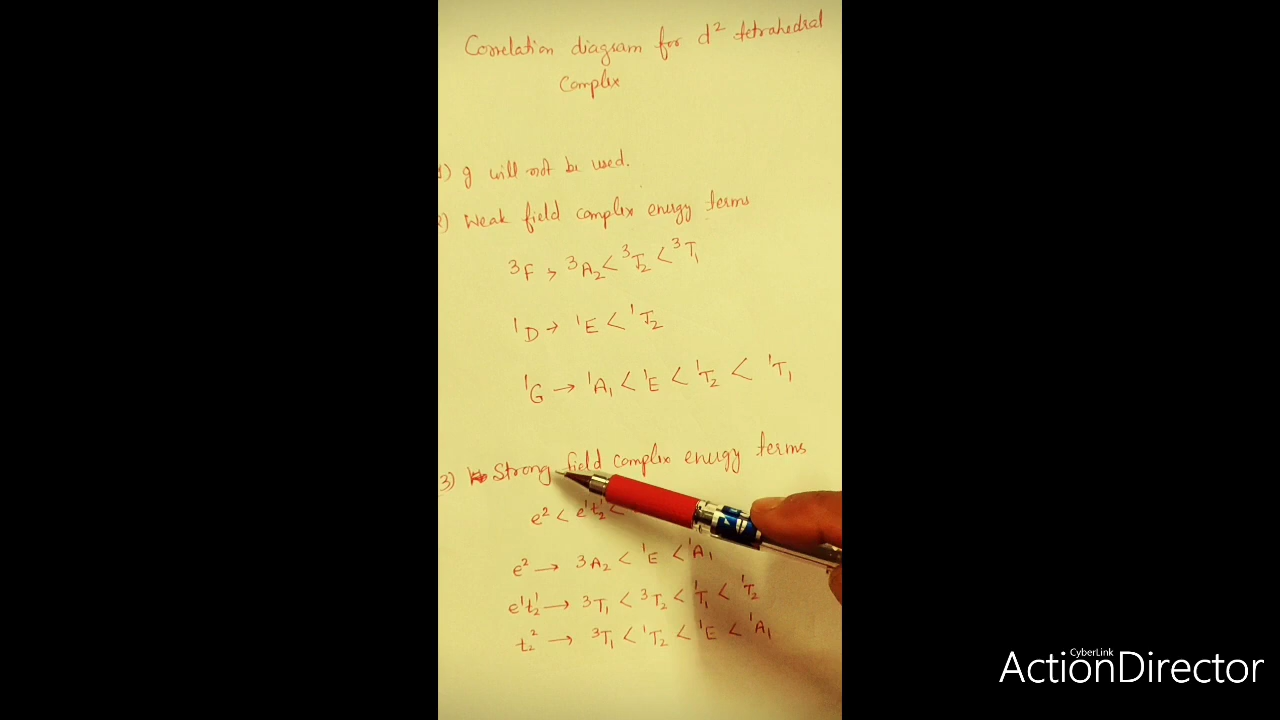 Correlation diagram for d² tetrahedral
Complex
1) g will not be used.
2) Weak field complex energy terms
³F → ³A₂ < ³T₂ < ³T₁
¹D → ¹E < ¹T₂
¹G → ¹A₁ < ¹E < ¹T₂ < ¹T₁
3) Strong field complex energy terms
e² < e¹t₂¹ <
e² → ³A₂ < ¹E < ¹A₁
e¹t₂¹ → ³T₁ < ³T₂ < ¹T₁ < ¹T₂
t₂² → ³T₁ < ¹T₂ < ¹E < ¹A₁
CyberLink
ActionDirector